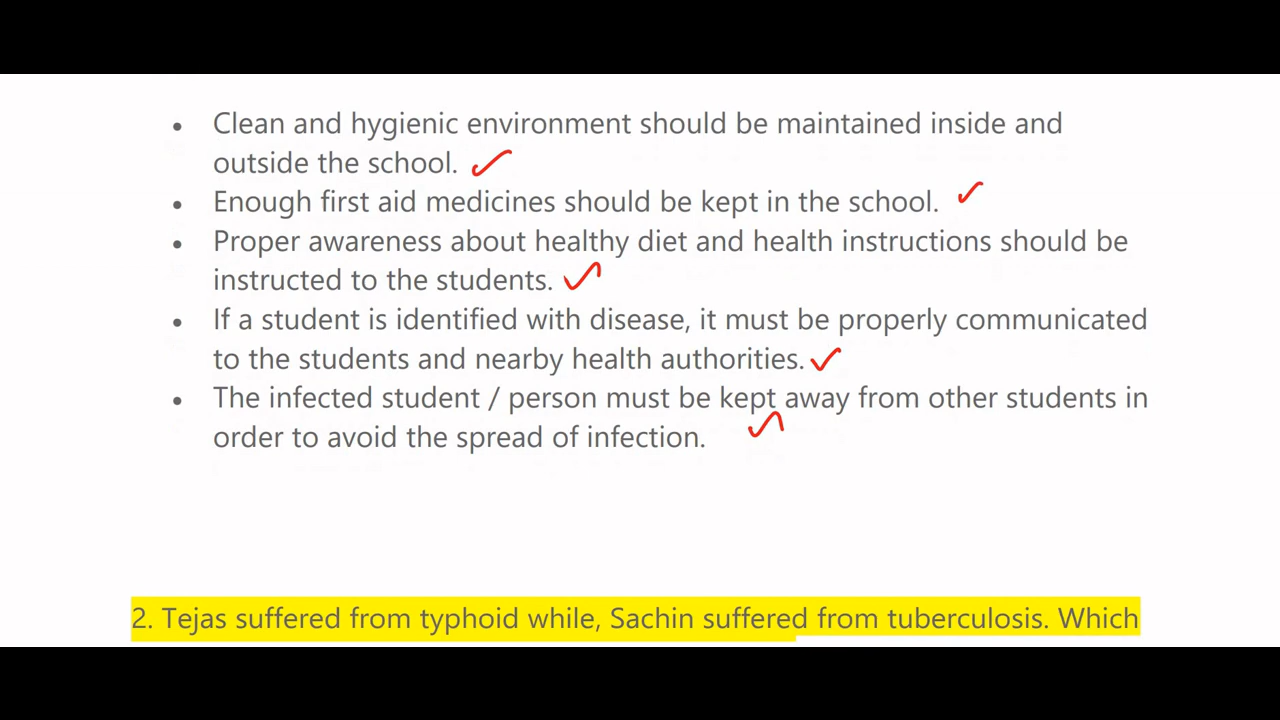 • Clean and hygienic environment should be maintained inside and
outside the school.
• Enough first aid medicines should be kept in the school.
• Proper awareness about healthy diet and health instructions should be
instructed to the students.
• If a student is identified with disease, it must be properly communicated
to the students and nearby health authorities.
• The infected student / person must be kept away from other students in
order to avoid the spread of infection.
2. Tejas suffered from typhoid while, Sachin suffered from tuberculosis. Which